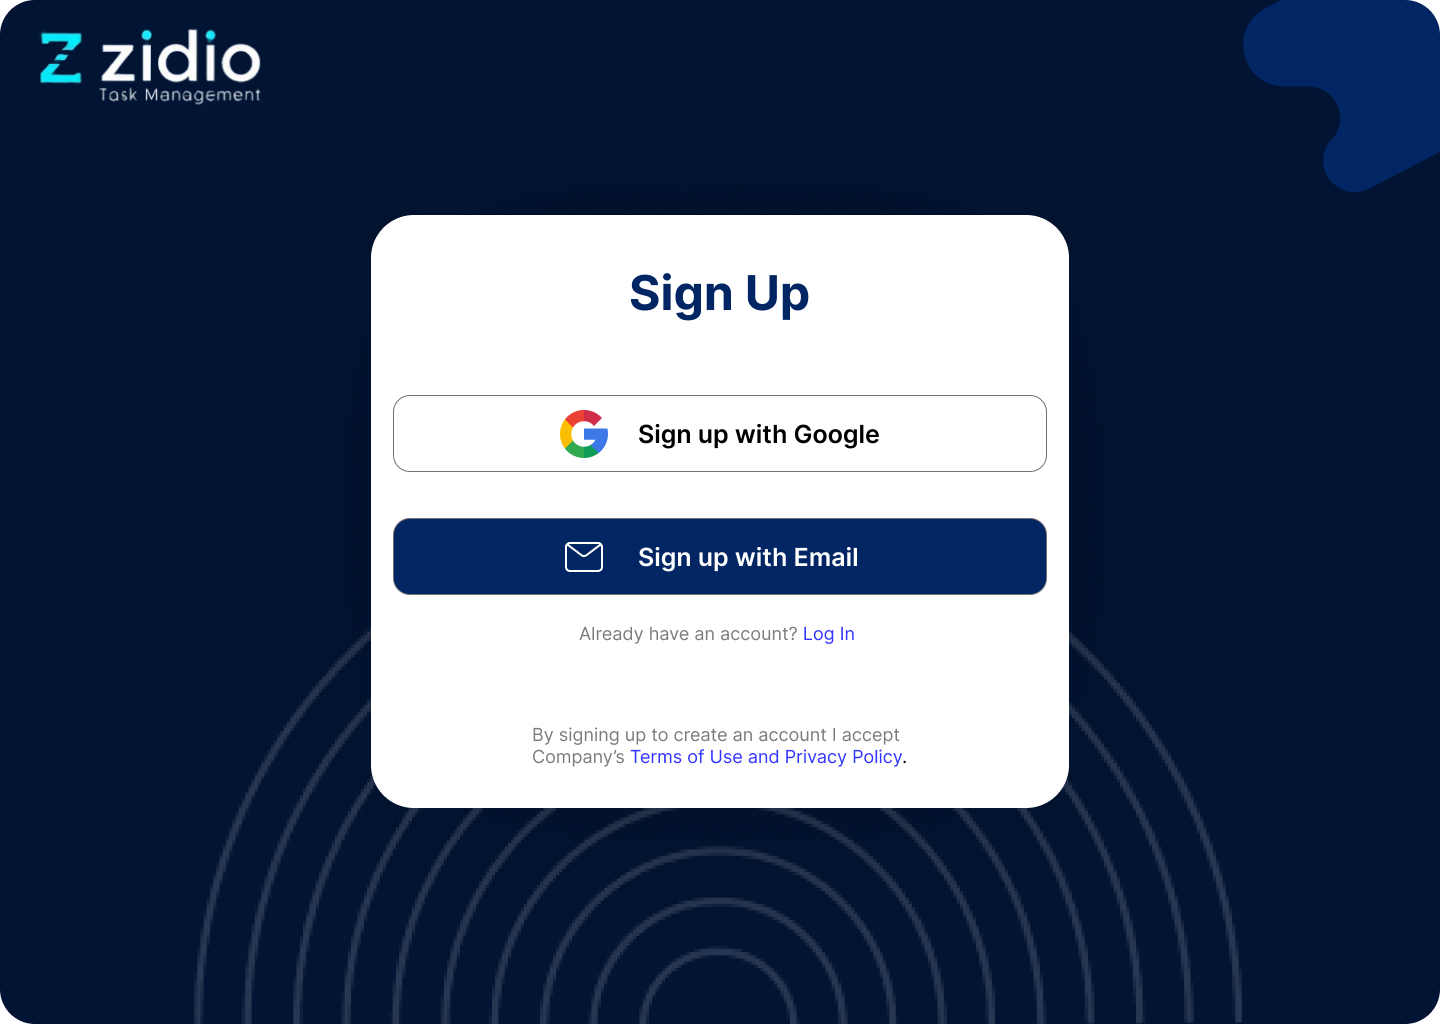 zidio
Task Management
Sign Up
Sign up with Google
Sign up with Email
Already have an account? Log In
By signing up to create an account I accept
Company’s Terms of Use and Privacy Policy.